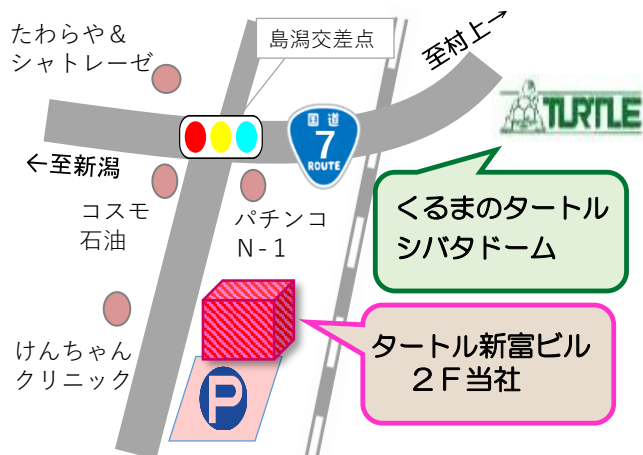 たわらや＆
シャトレーゼ
島潟交差点
至村上→
国道
7
ROUTE
TURTLE
←至新潟
コスモ
石油
パチンコ
N-1
くるまのタートル
シバタドーム
けんちゃん
クリニック
タートル新富ビル
２Ｆ当社
P